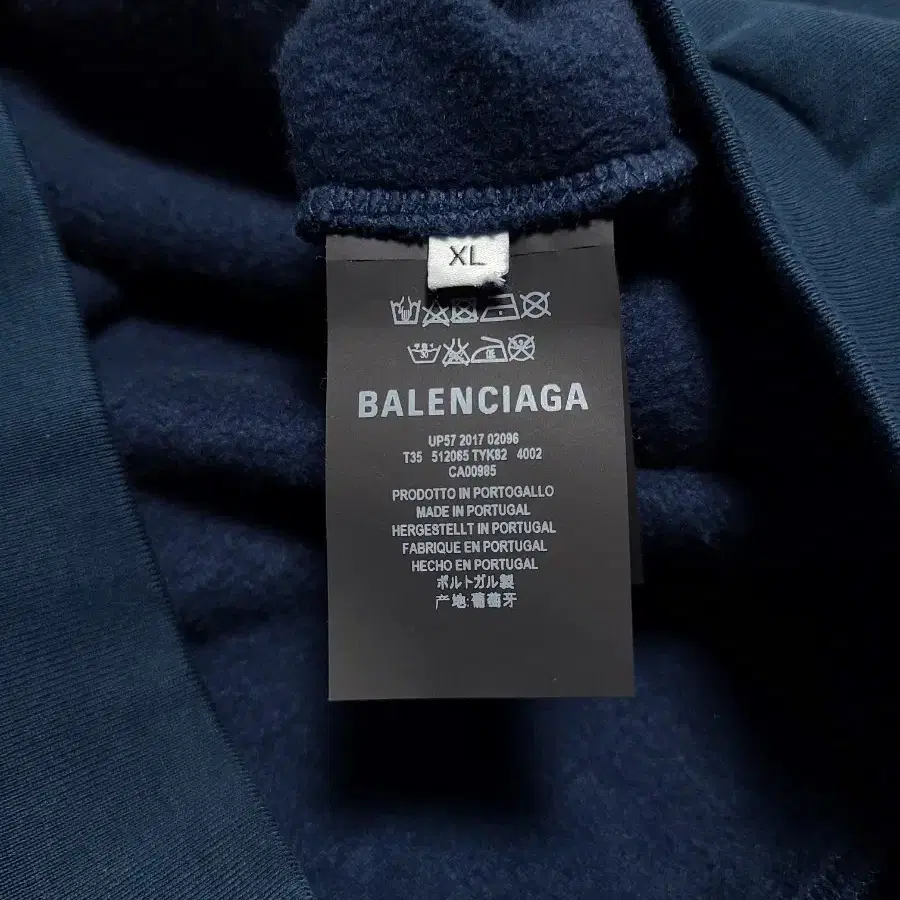 XL
BALENCIAGA
UP57 2017 02096
T35 512065 TYK82 4002
CA00985
PRODOTTO IN PORTOGALLO
MADE IN PORTUGAL
HERGESTELLT IN PORTUGAL
FABRIQUE EN PORTUGAL
HECHO EN PORTUGAL
ポルトガル製
产地:葡萄牙